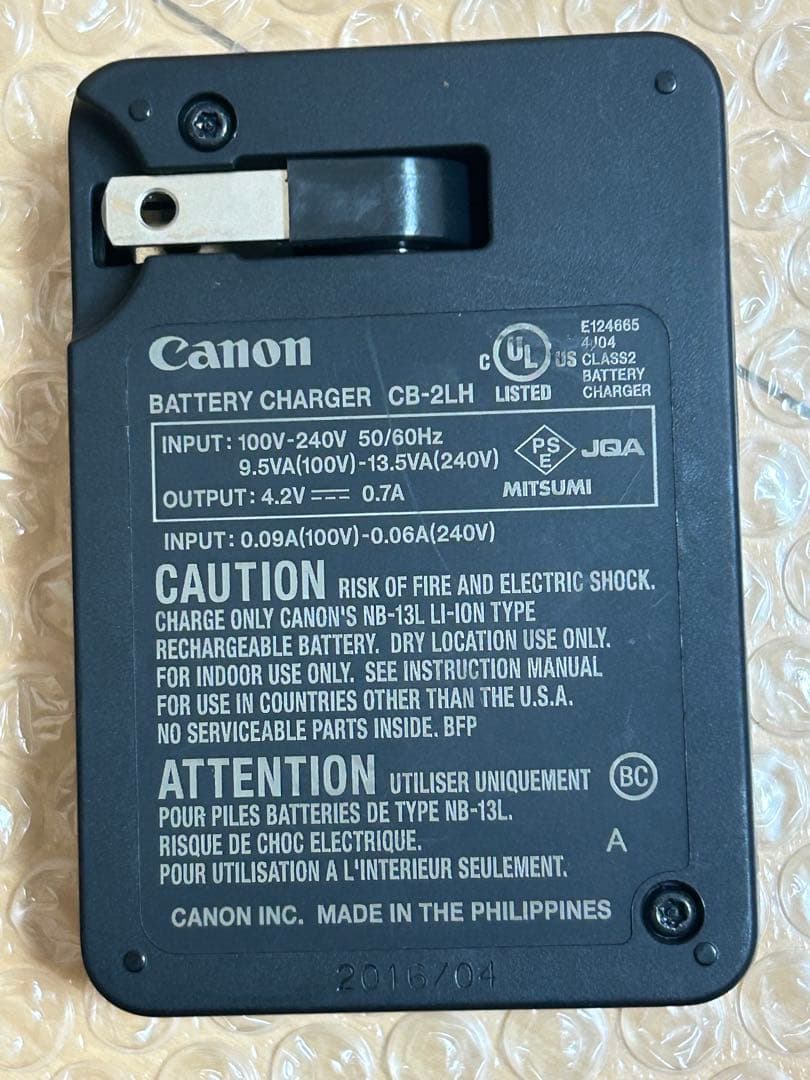 Canon
BATTERY CHARGER CB-2LH
C UL US
LISTED
E124665
4J04
CLASS2
BATTERY
CHARGER
INPUT: 100V-240V 50/60Hz
9.5VA(100V)-13.5VA(240V)
OUTPUT: 4.2V⎓ 0.7A
PS
E
JQA
MITSUMI
INPUT: 0.09A(100V)-0.06A(240V)
CAUTION RISK OF FIRE AND ELECTRIC SHOCK.
CHARGE ONLY CANON'S NB-13L LI-ION TYPE
RECHARGEABLE BATTERY. DRY LOCATION USE ONLY.
FOR INDOOR USE ONLY. SEE INSTRUCTION MANUAL
FOR USE IN COUNTRIES OTHER THAN THE U.S.A.
NO SERVICEABLE PARTS INSIDE. BFP
ATTENTION UTILISER UNIQUEMENT
POUR PILES BATTERIES DE TYPE NB-13L.
RISQUE DE CHOC ELECTRIQUE.
POUR UTILISATION A L'INTERIEUR SEULEMENT.
BC
A
CANON INC. MADE IN THE PHILIPPINES
2016/04